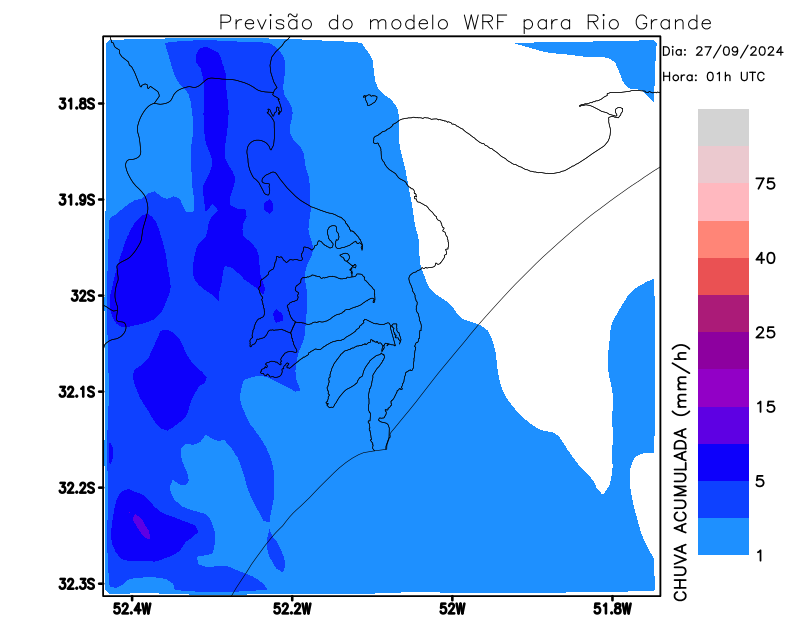 Previsão do modelo WRF para Rio Grande
Dia: 27/09/2024
Hora: 01h UTC
31.8S
31.9S
32S
32.1S
32.2S
32.3S
52.4W
52.2W
52W
51.8W
75
40
25
15
5
1
CHUVA ACUMULADA (mm/h)